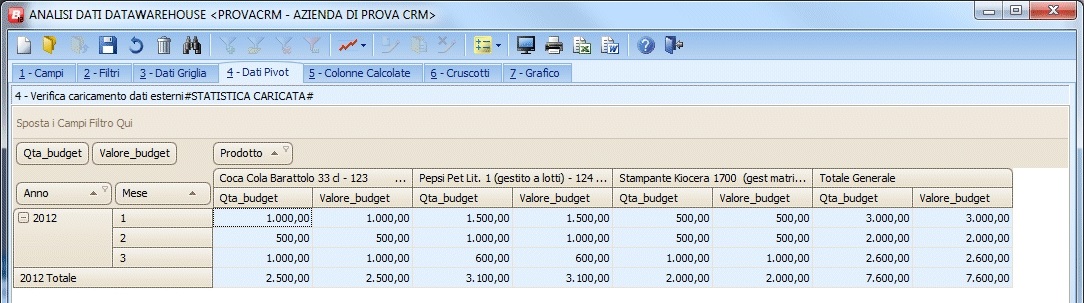 ANALISI DATI DATAWAREHOUSE <PROVACRM - AZIENDA DI PROVA CRM>
1 - Campi 2 - Filtri 3 - Dati Griglia 4 - Dati Pivot 5 - Colonne Calcolate 6 - Cruscotti 7 - Grafico
4 - Verifica caricamento dati esterni#STATISTICA CARICATA#
Sposta i Campi Filtro Qui
Qta_budget Valore_budget Prodotto
Coca Cola Barattolo 33 cl - 123 ... Pepsi Pet Lit. 1 (gestito a lotti) - 124 ... Stampante Kiocera 1700 (gest matri... Totale Generale
Anno Mese Qta_budget Valore_budget Qta_budget Valore_budget Qta_budget Valore_budget Qta_budget Valore_budget
2012 1 1.000,00 1.000,00 1.500,00 1.500,00 500,00 500,00 3.000,00 3.000,00
2 500,00 500,00 1.000,00 1.000,00 500,00 500,00 2.000,00 2.000,00
3 1.000,00 1.000,00 600,00 600,00 1.000,00 1.000,00 2.600,00 2.600,00
2012 Totale 2.500,00 2.500,00 3.100,00 3.100,00 2.000,00 2.000,00 7.600,00 7.600,00